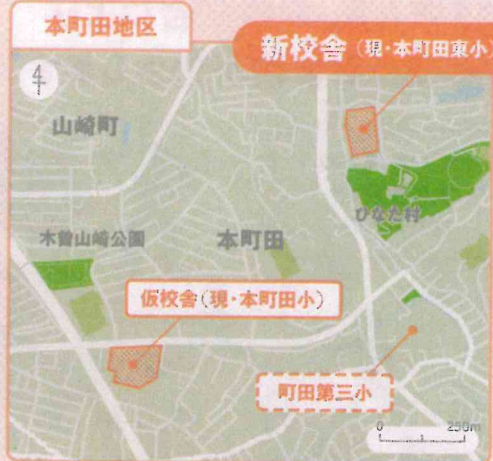 本町田地区
新校舎(現・本町田東小)
山崎町
ひなた村
木曽山崎公園
本町田
仮校舎(現・本町田小)
町田第三小
0 250m